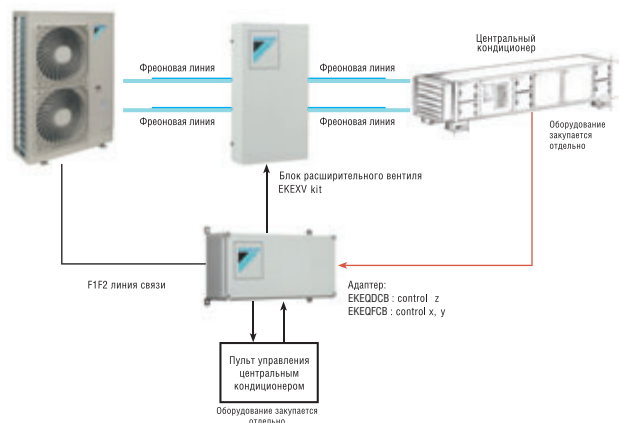 Центральный
кондиционер
Фреоновая линия
Фреоновая линия
Фреоновая линия
Фреоновая линия
Оборудование
закупается
отдельно
Блок расширительного вентиля
EKEXV kit
F1F2 линия связи
Адаптер:
EKEQDCB : control z
EKEQFCB : control x, y
Пульт управления
центральным
кондиционером
Оборудование закупается
отдельно